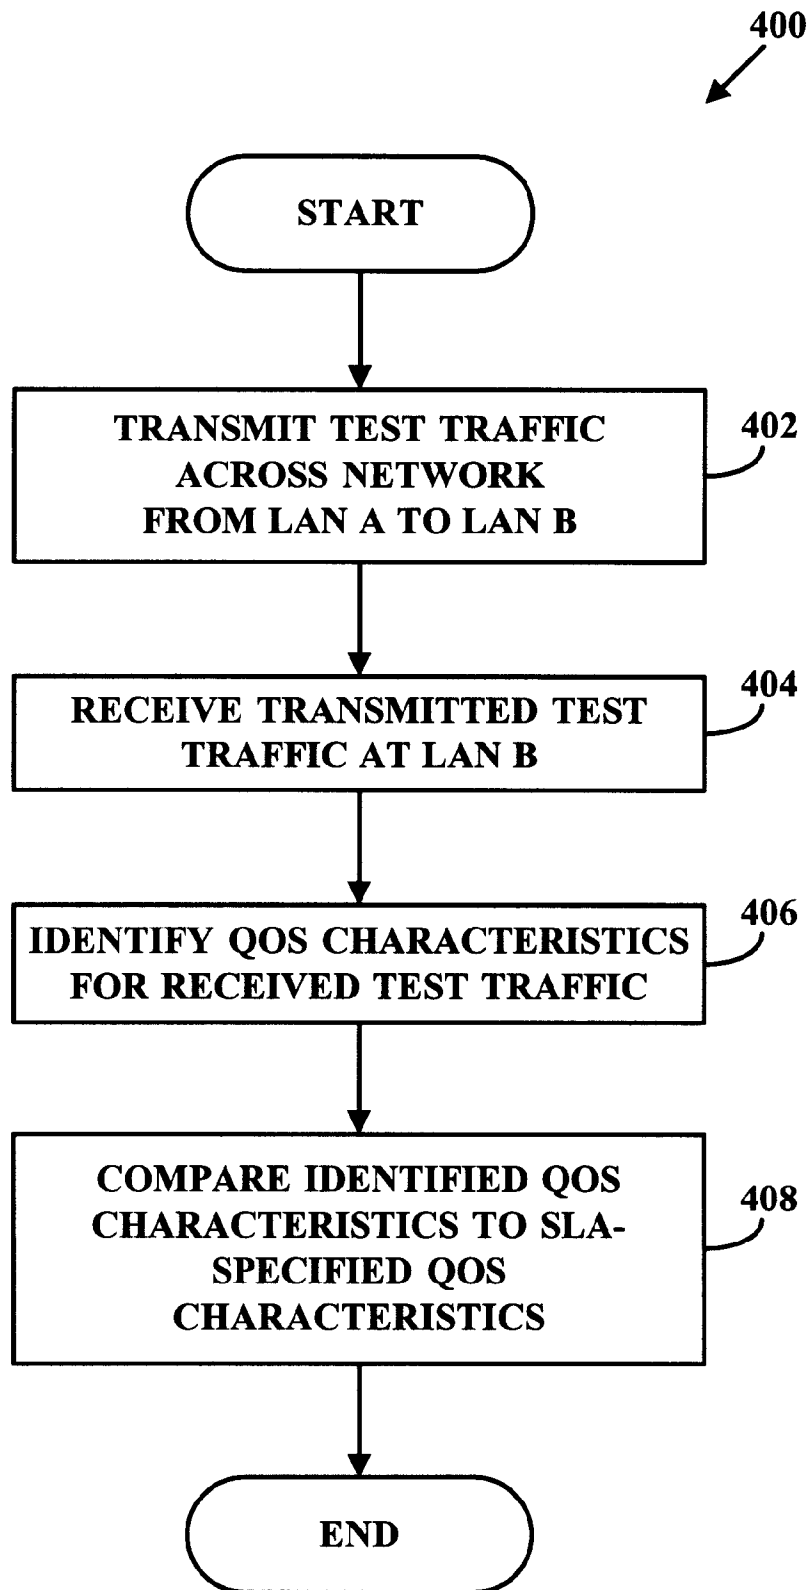 400
START
TRANSMIT TEST TRAFFIC
ACROSS NETWORK
FROM LAN A TO LAN B
402
RECEIVE TRANSMITTED TEST
TRAFFIC AT LAN B
404
IDENTIFY QOS CHARACTERISTICS
FOR RECEIVED TEST TRAFFIC
406
COMPARE IDENTIFIED QOS
CHARACTERISTICS TO SLA-
SPECIFIED QOS
CHARACTERISTICS
408
END